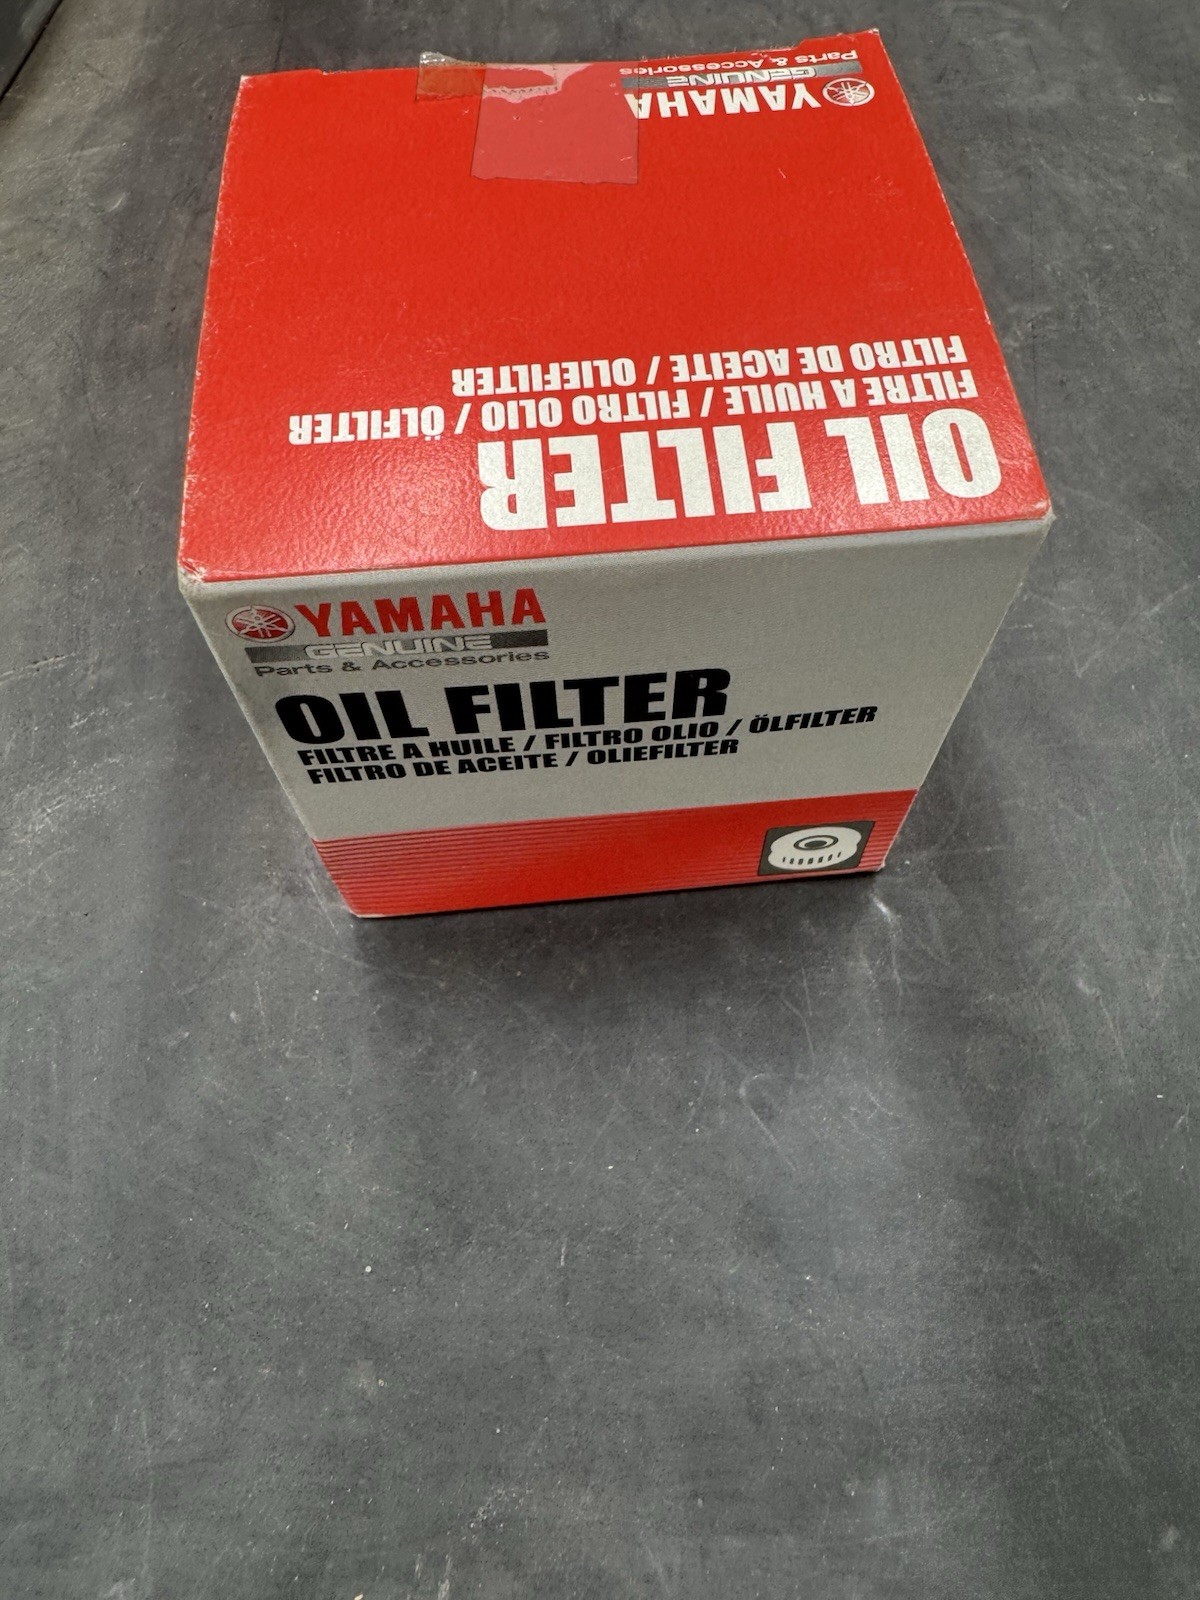 YAMAHA
GENUINE
Parts & Accessories
OIL FILTER
FILTRE A HUILE / FILTRO OLIO / ÖLFILTER
FILTRO DE ACEITE / OLIEFILTER
YAMAHA
GENUINE
Parts & Accessories
OIL FILTER
FILTRE A HUILE / FILTRO OLIO / ÖLFILTER
FILTRO DE ACEITE / OLIEFILTER